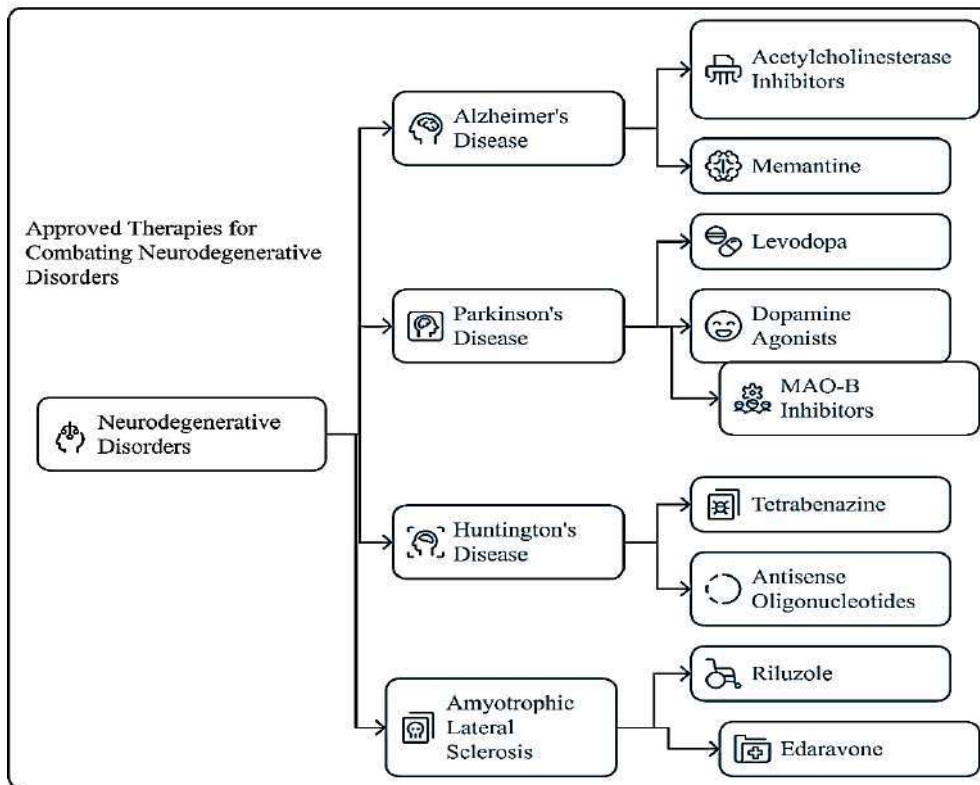 Approved Therapies for
Combating Neurodegenerative
Disorders
Neurodegenerative
Disorders
Alzheimer's
Disease
Acetylcholinesterase
Inhibitors
Memantine
Parkinson's
Disease
Levodopa
Dopamine
Agonists
MAO-B
Inhibitors
Huntington's
Disease
Tetrabenazine
Antisense
Oligonucleotides
Amyotrophic
Lateral
Sclerosis
Riluzole
Edaravone